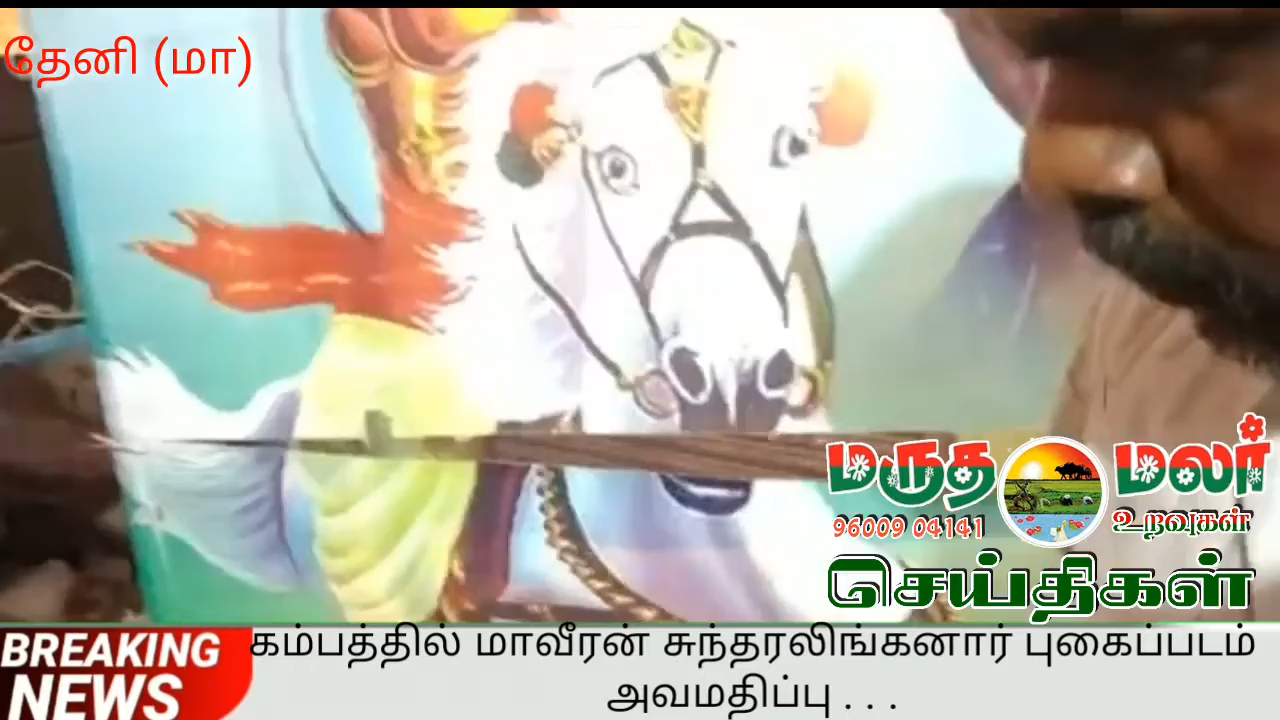 தேனி (மா)
மருத மலர்
96009 04141
உறவுகள்
செய்திகள்
BREAKING
NEWS
கம்பத்தில் மாவீரன் சுந்தரலிங்கனார் புகைப்படம்
அவமதிப்பு . . .